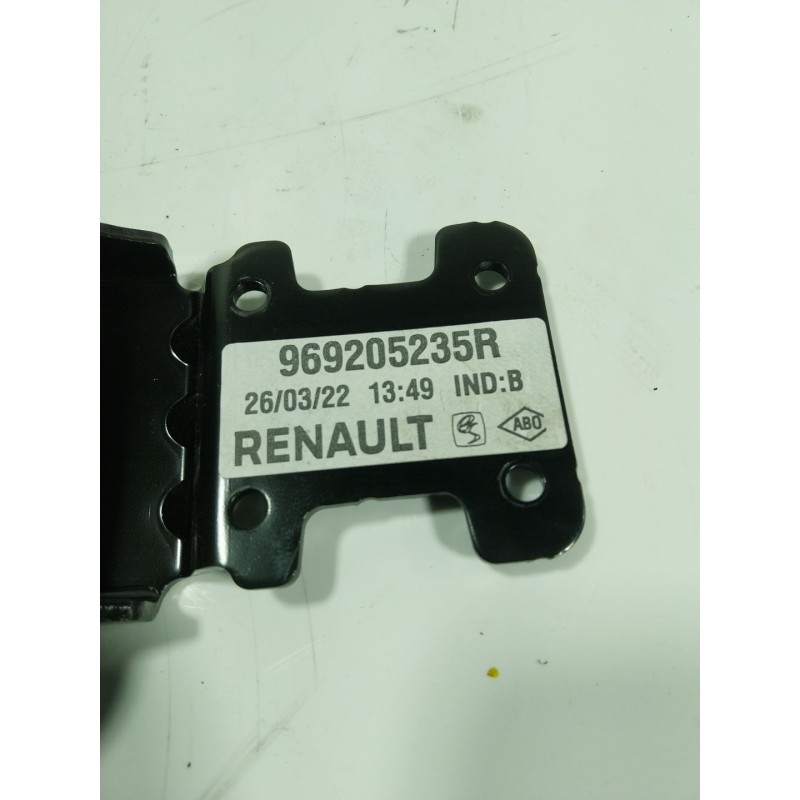 969205235R
26/03/22 13:49 IND:B
RENAULT ABO